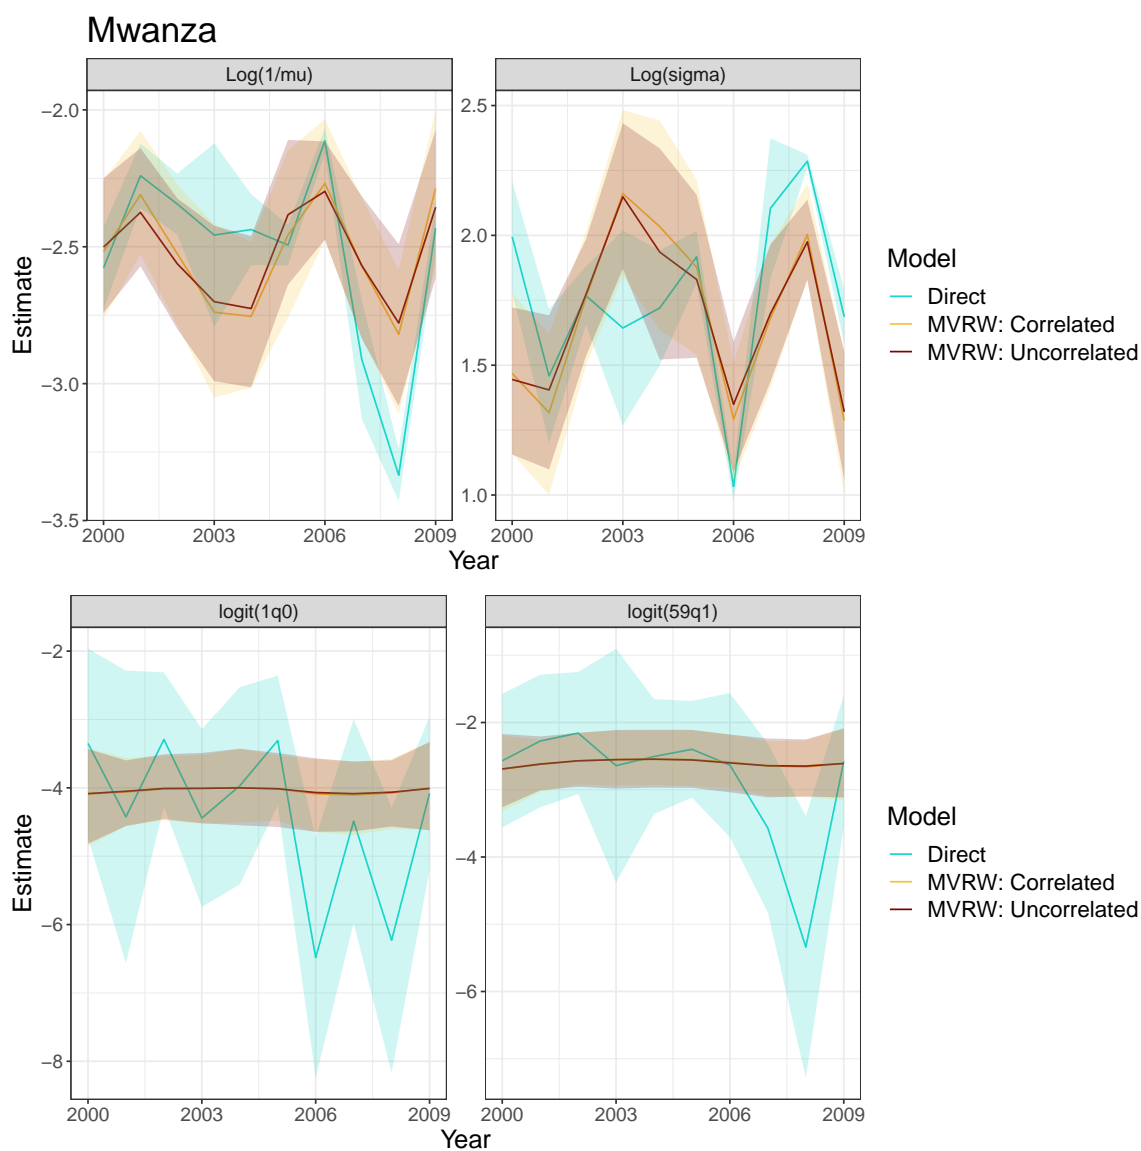 Mwanza
Log(1/mu)
Log(sigma)
−2.0
−2.5
−3.0
−3.5
2.5
2.0
1.5
1.0
Estimate
2000
2003
2006
2009
2000
2003
2006
2009
Year
Model
Direct
MVRW: Correlated
MVRW: Uncorrelated
logit(1q0)
logit(59q1)
−2
−4
−6
−8
−2
−4
−6
Estimate
2000
2003
2006
2009
2000
2003
2006
2009
Year
Model
Direct
MVRW: Correlated
MVRW: Uncorrelated